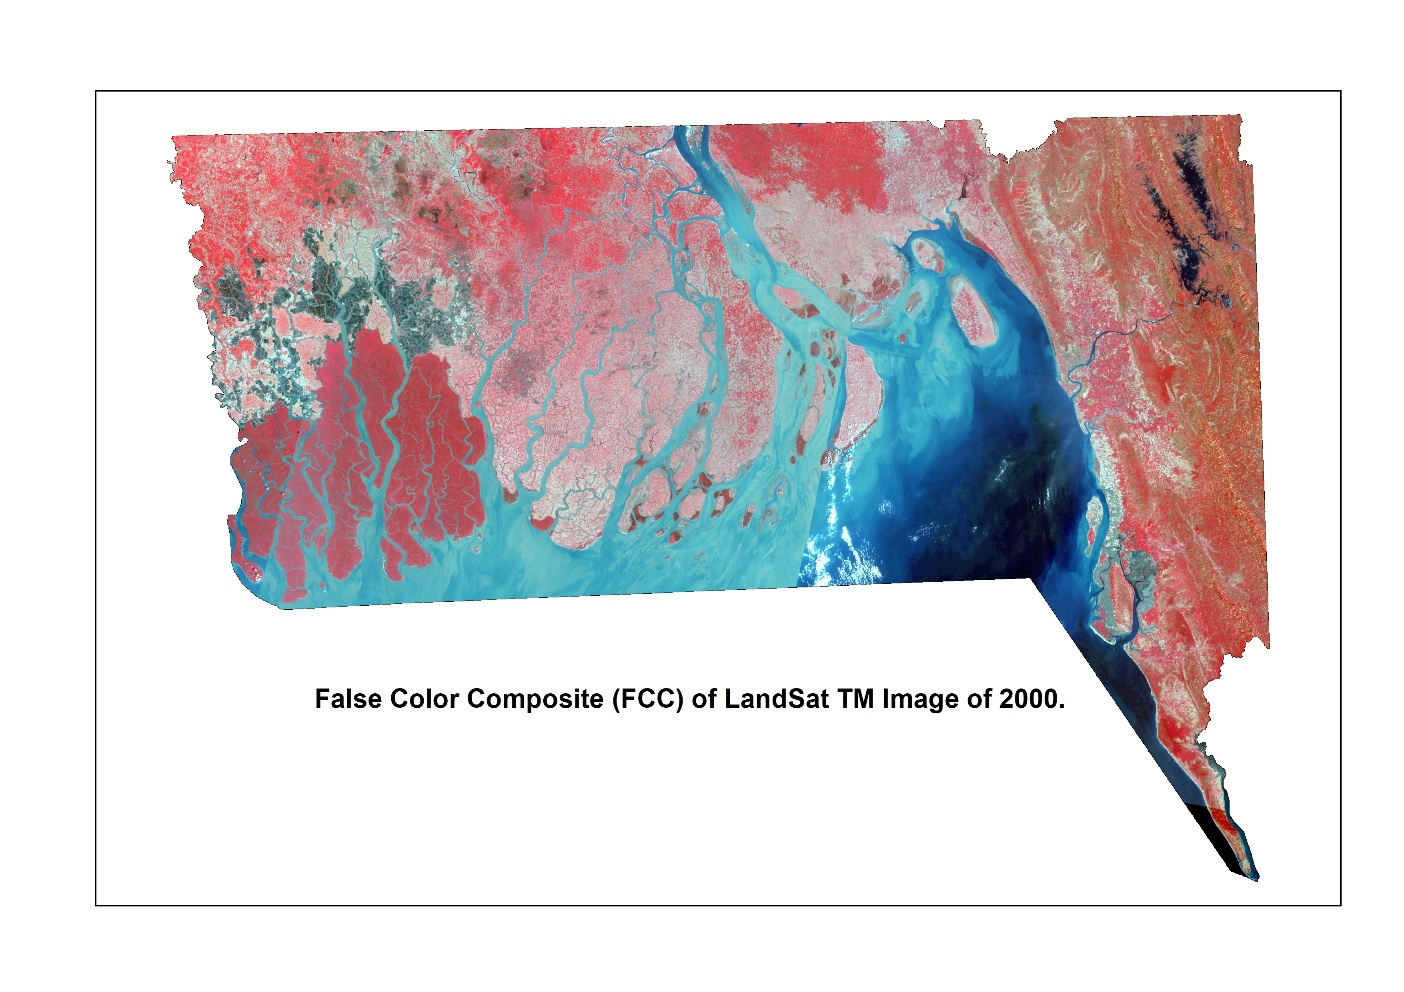 False Color Composite (FCC) of LandSat TM Image of 2000.